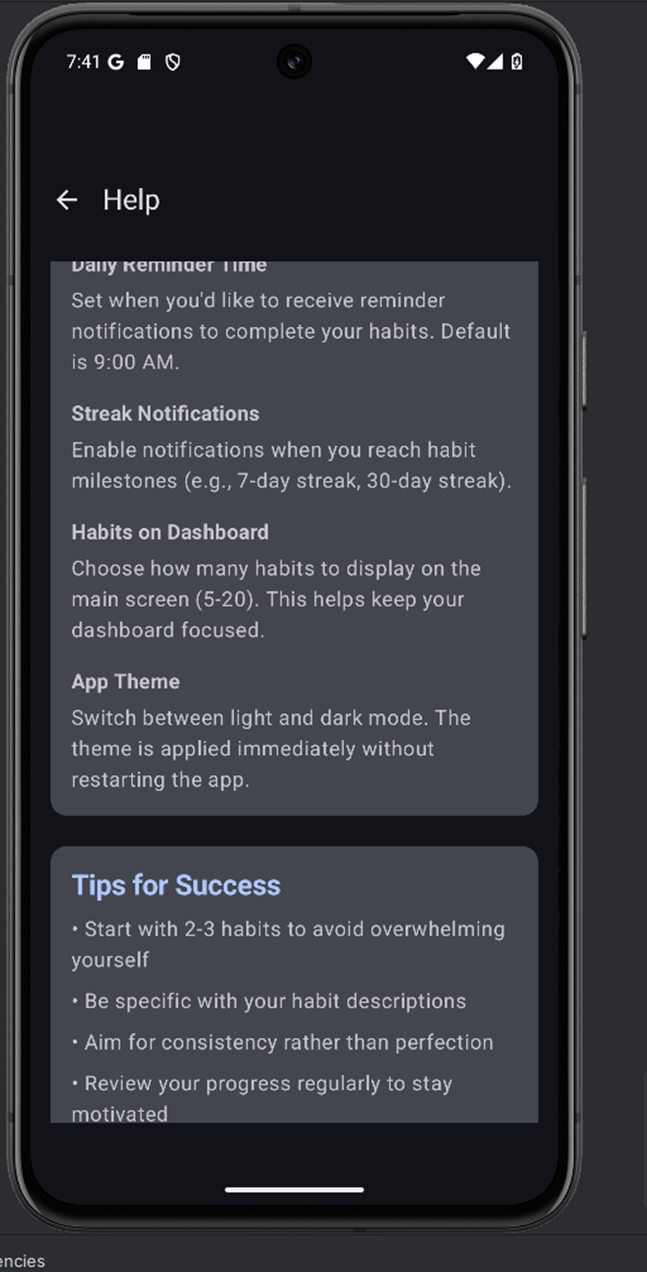 7:41 G
Help
Daily Reminder Time
Set when you'd like to receive reminder
notifications to complete your habits. Default
is 9:00 AM.
Streak Notifications
Enable notifications when you reach habit
milestones (e.g., 7-day streak, 30-day streak).
Habits on Dashboard
Choose how many habits to display on the
main screen (5-20). This helps keep your
dashboard focused.
App Theme
Switch between light and dark mode. The
theme is applied immediately without
restarting the app.
Tips for Success
• Start with 2-3 habits to avoid overwhelming
yourself
• Be specific with your habit descriptions
• Aim for consistency rather than perfection
• Review your progress regularly to stay
motivated
encies